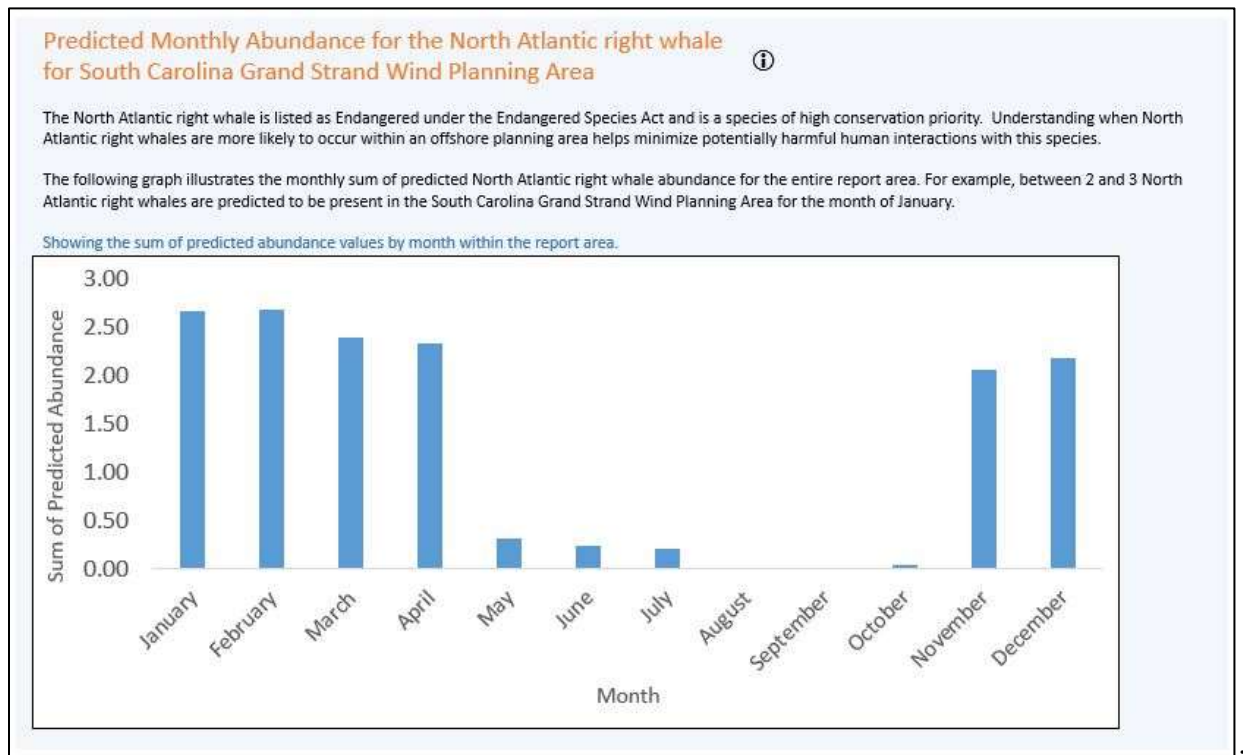 Predicted Monthly Abundance for the North Atlantic right whale
for South Carolina Grand Strand Wind Planning Area
The North Atlantic right whale is listed as Endangered under the Endangered Species Act and is a species of high conservation priority.  Understanding when North
Atlantic right whales are more likely to occur within an offshore planning area helps minimize potentially harmful human interactions with this species.
The following graph illustrates the monthly sum of predicted North Atlantic right whale abundance for the entire report area. For example, between 2 and 3 North
Atlantic right whales are predicted to be present in the South Carolina Grand Strand Wind Planning Area for the month of January.
Showing the sum of predicted abundance values by month within the report area.
Sum of Predicted Abundance
3.00
2.50
2.00
1.50
1.00
0.50
0.00
January
February
March
April
May
June
July
August
September
October
November
December
Month